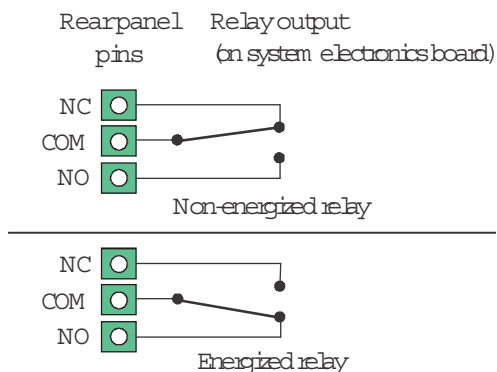 Rear panel Relay output
pins (on system electronics board)
NC
COM
NO
Non-energized relay
NC
COM
NO
Energized relay